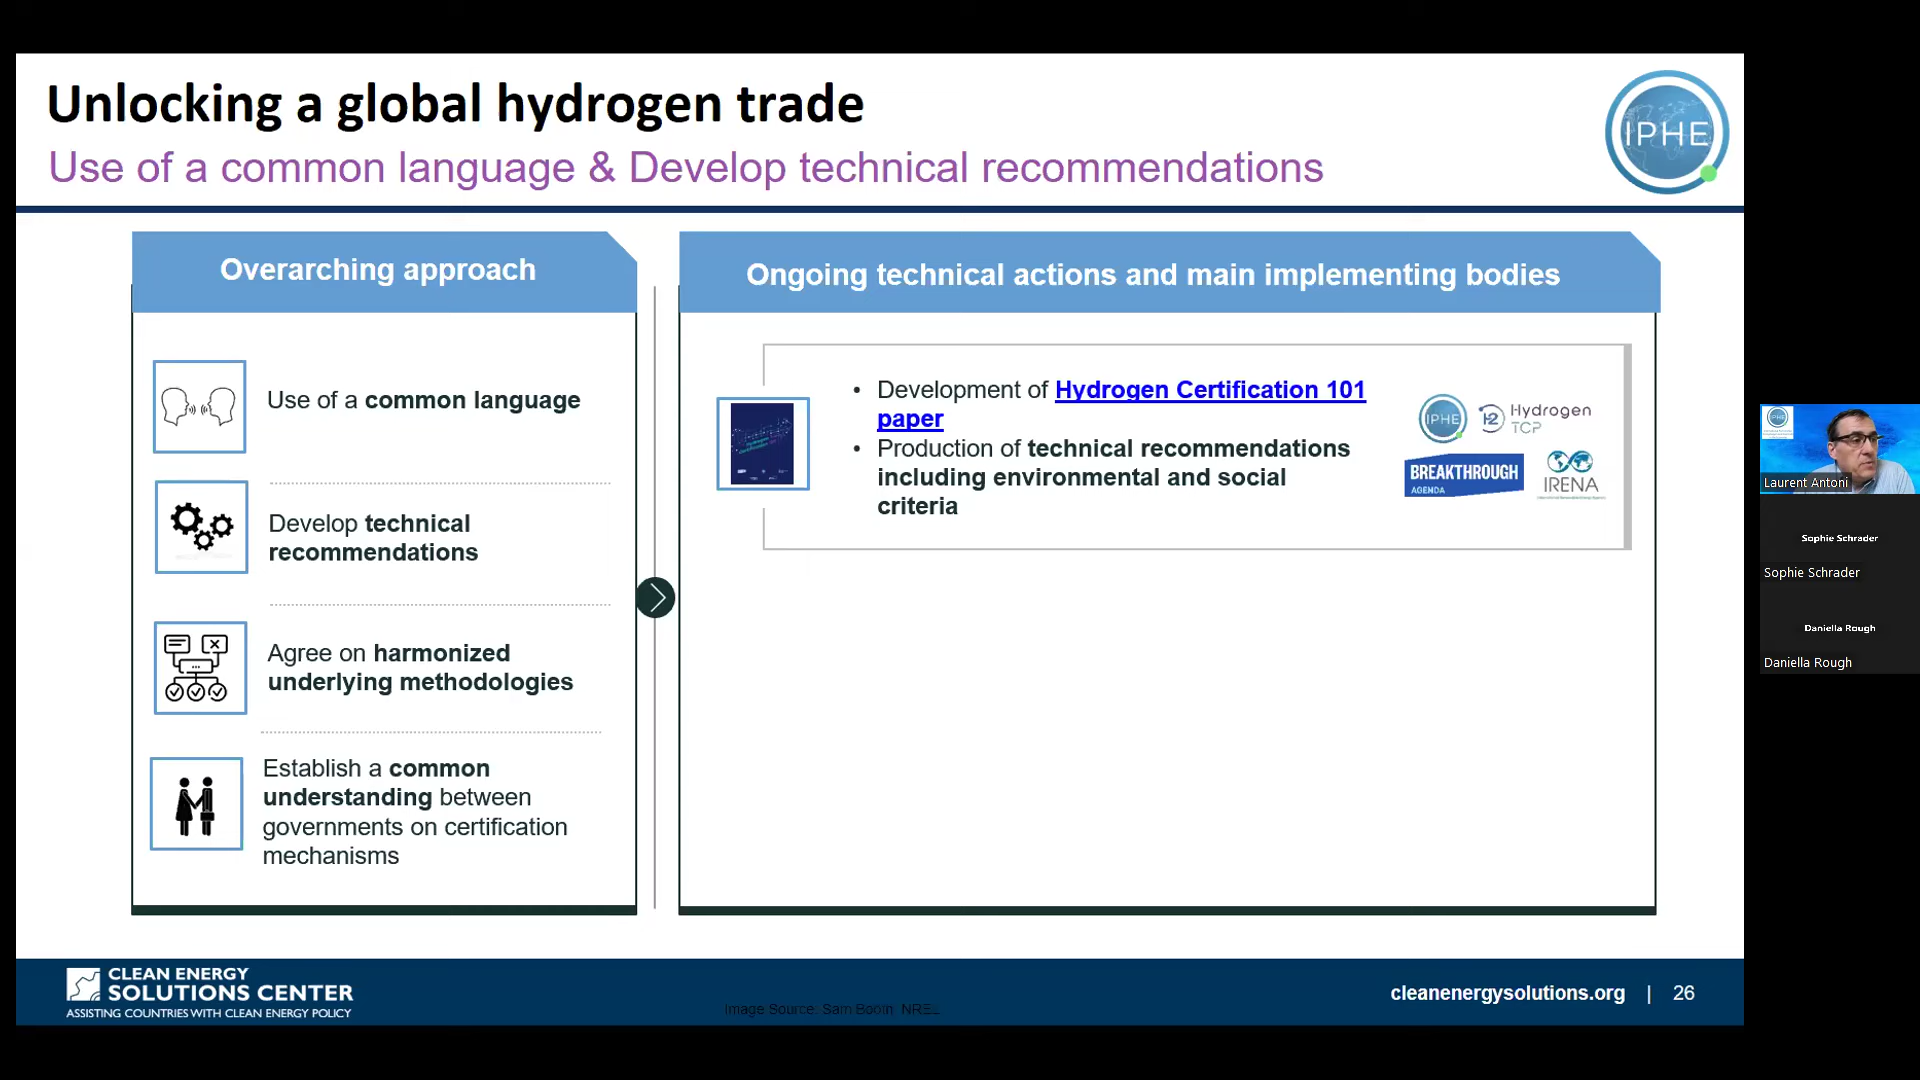 Unlocking a global hydrogen trade
Use of a common language & Develop technical recommendations
IPHE
Overarching approach
Use of a common language
Develop technical
recommendations
Agree on harmonized
underlying methodologies
Establish a common
understanding between
governments on certification
mechanisms
Ongoing technical actions and main implementing bodies
• Development of Hydrogen Certification 101
paper
• Production of technical recommendations
including environmental and social
criteria
IPHE
H2 Hydrogen
TCP
BREAKTHROUGH
AGENDA
IRENA
CLEAN ENERGY
SOLUTIONS CENTER
ASSISTING COUNTRIES WITH CLEAN ENERGY POLICY
Image Source: Sam Booth, NREL
cleanenergysolutions.org | 26
Laurent Antoni
Sophie Schrader
Sophie Schrader
Daniella Rough
Daniella Rough